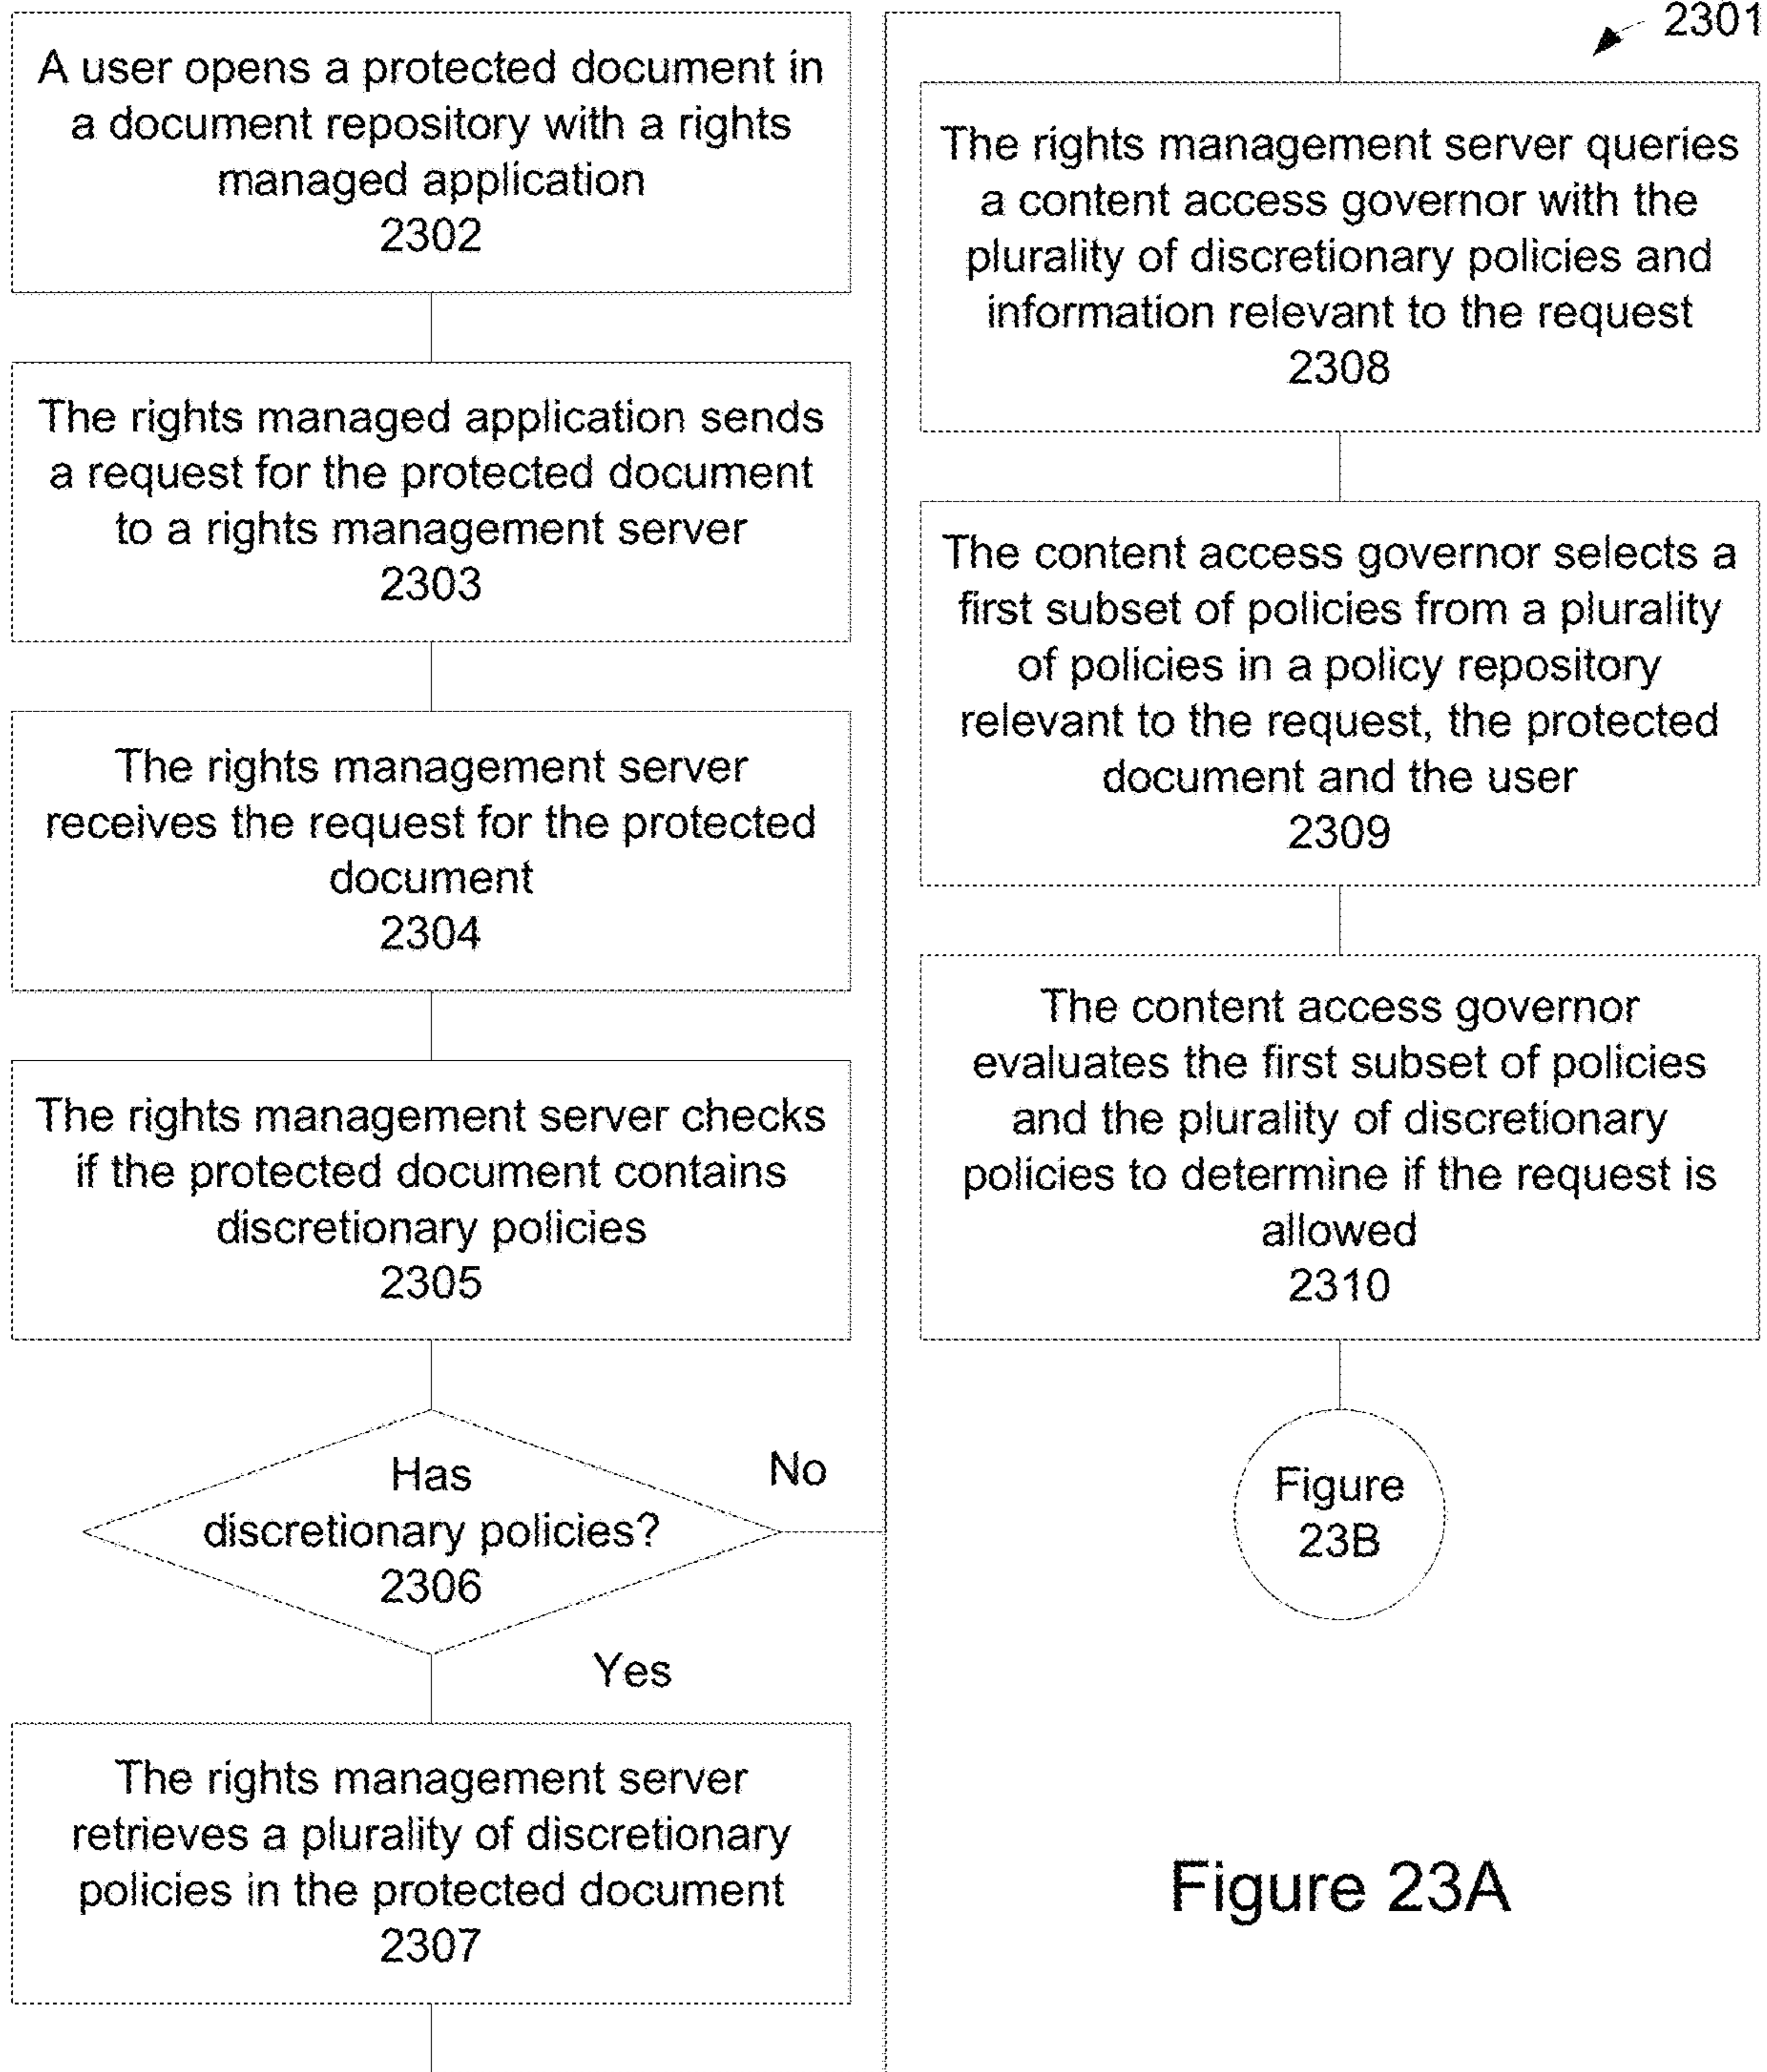 A user opens a protected document in
a document repository with a rights
managed application
2302
The rights managed application sends
a request for the protected document
to a rights management server
2303
The rights management server
receives the request for the protected
document
2304
The rights management server checks
if the protected document contains
discretionary policies
2305
Has
discretionary policies?
2306
No
Yes
The rights management server
retrieves a plurality of discretionary
policies in the protected document
2307
2301
The rights management server queries
a content access governor with the
plurality of discretionary policies and
information relevant to the request
2308
The content access governor selects a
first subset of policies from a plurality
of policies in a policy repository
relevant to the request, the protected
document and the user
2309
The content access governor
evaluates the first subset of policies
and the plurality of discretionary
policies to determine if the request is
allowed
2310
Figure
23B
Figure 23A